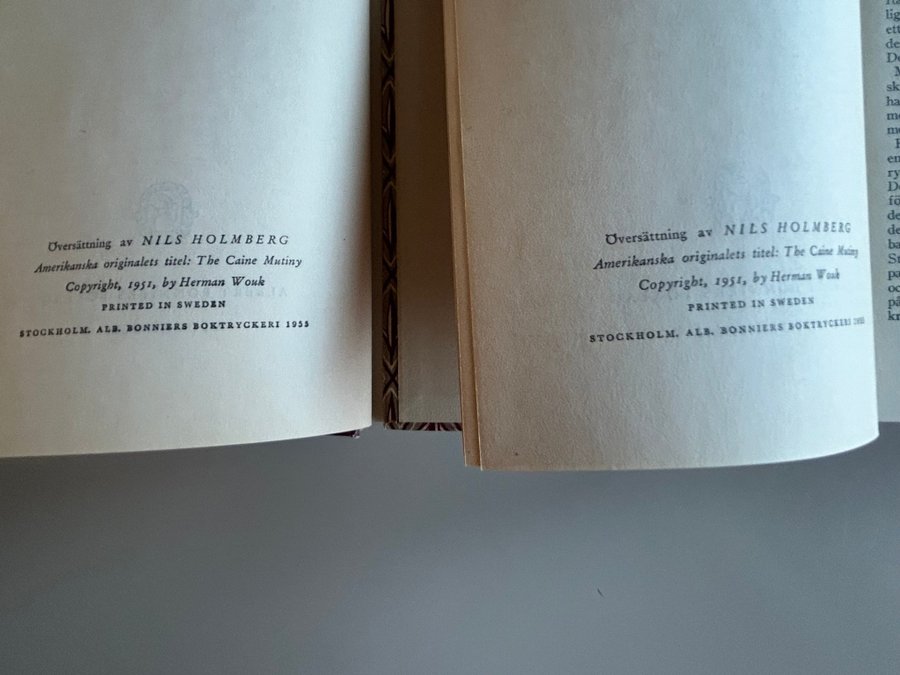 Översättning av NILS HOLMBERG
Amerikanska originalets titel: The Caine Mutiny
Copyright, 1951, by Herman Wouk
PRINTED IN SWEDEN
STOCKHOLM. ALB. BONNIERS BOKTRYCKERI 1955
Översättning av NILS HOLMBERG
Amerikanska originalets titel: The Caine Mutiny
Copyright, 1951, by Herman Wouk
PRINTED IN SWEDEN
STOCKHOLM. ALB. BONNIERS BOKTRYCKERI